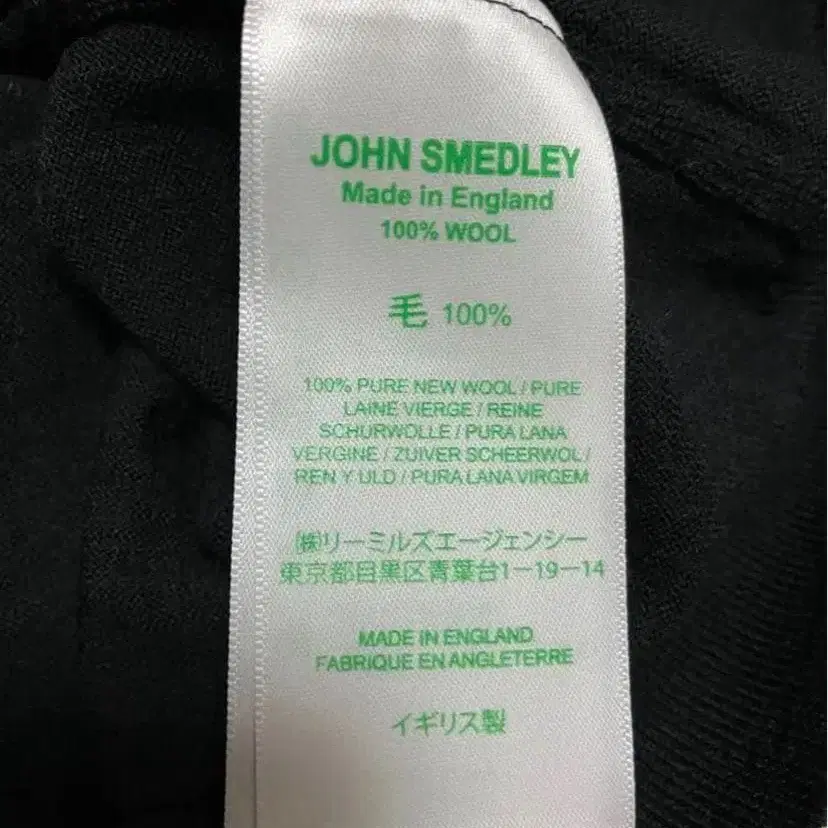 JOHN SMEDLEY
Made in England
100% WOOL
毛 100%
100% PURE NEW WOOL / PURE
LAINE VIERGE / REINE
SCHURWOLLE / PURA LANA
VERGINE / ZUIVER SCHEERWOL /
REN Y ULD / PURA LANA VIRGEM
㈱リーミルズエージェンシー
東京都目黒区青葉台1-19-14
MADE IN ENGLAND
FABRIQUE EN ANGLETERRE
イギリス製